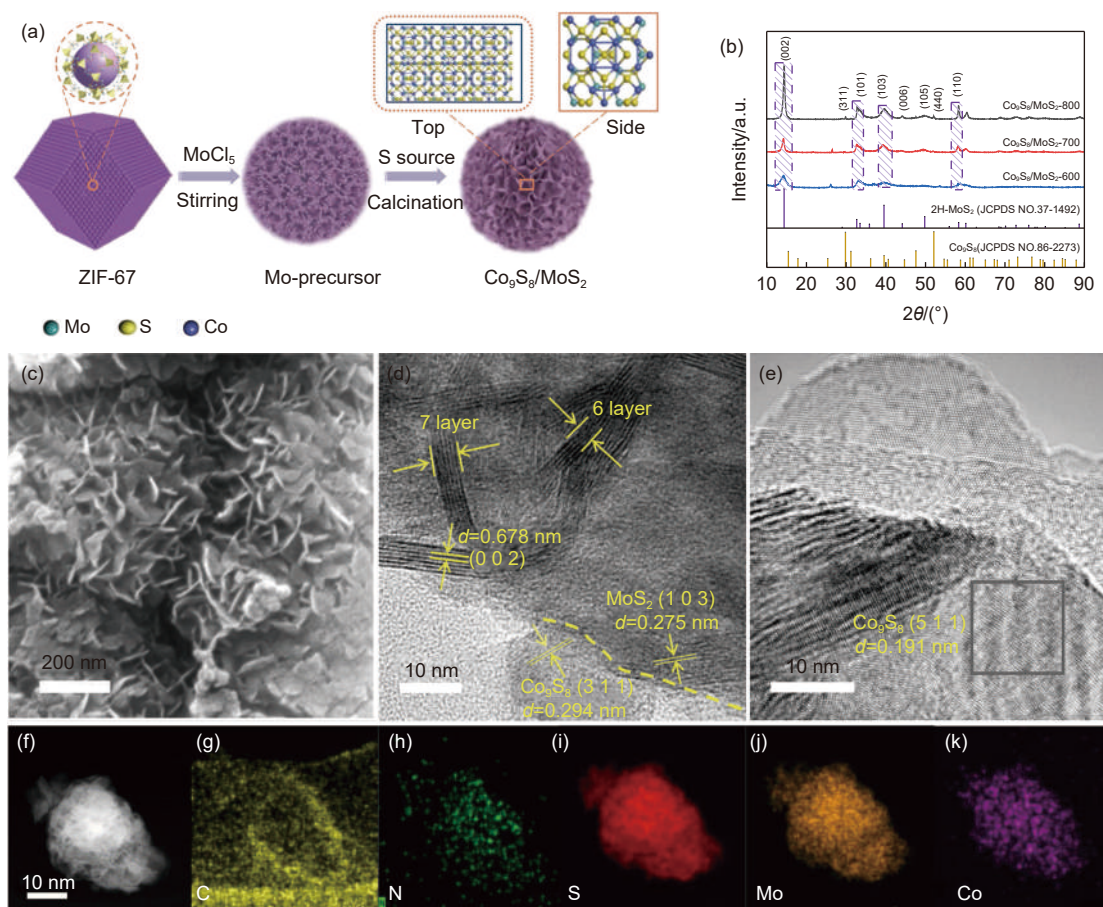 (a)
Top
Side
MoCl₅
Stirring
S source
Calcination
ZIF-67
Mo-precursor
Co₉S₈/MoS₂
Mo
S
Co
(b)
Intensity/a.u.
(002)
(311)
(101)
(103)
(006)
(105)
(440)
(110)
Co₉S₈/MoS₂-800
Co₉S₈/MoS₂-700
Co₉S₈/MoS₂-600
2H-MoS₂ (JCPDS NO.37-1492)
Co₉S₈(JCPDS NO.86-2273)
10 20 30 40 50 60 70 80 90
2θ/(°)
(c)
200 nm
(d)
7 layer
6 layer
d=0.678 nm
(0 0 2)
MoS₂ (1 0 3)
d=0.275 nm
10 nm
Co₉S₈ (3 1 1)
d=0.294 nm
(e)
Co₉S₈ (5 1 1)
d=0.191 nm
10 nm
(f)
10 nm
(g)
C
(h)
N
(i)
S
(j)
Mo
(k)
Co